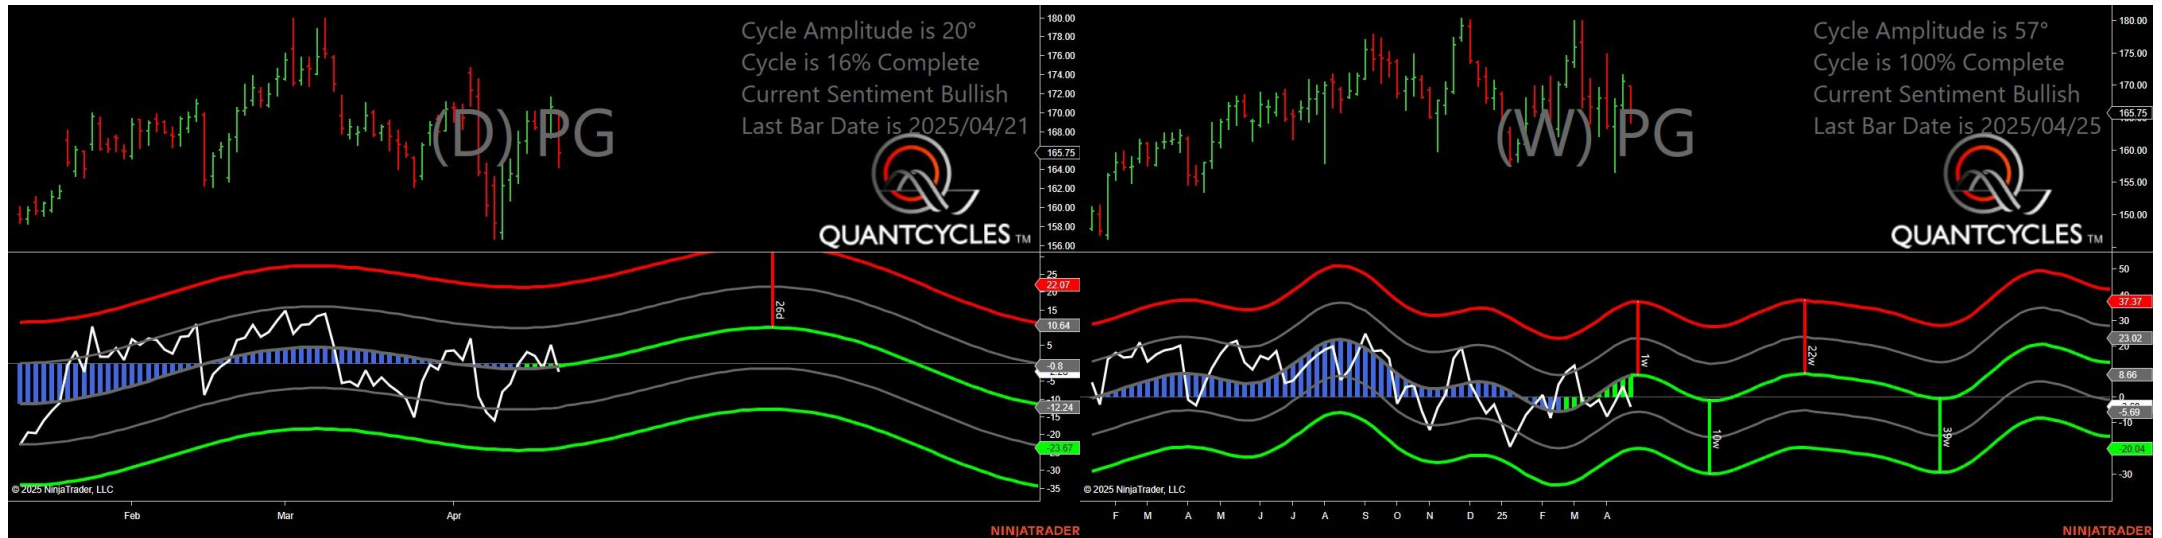 Cycle Amplitude is 20°
Cycle is 16% Complete
Current Sentiment Bullish
Last Bar Date is 2025/04/21
(D) PG
QUANTCYCLES TM
180.00
178.00
176.00
174.00
172.00
170.00
168.00
165.75
164.00
162.00
160.00
158.00
156.00
26d
25
22.07
20
15
10.64
5
-0.8
-5
-10
-12.24
-15
-20
-23.67
-30
-35
© 2025 NinjaTrader, LLC
Feb
Mar
Apr
NINJATRADER
Cycle Amplitude is 57°
Cycle is 100% Complete
Current Sentiment Bullish
Last Bar Date is 2025/04/25
(W) PG
QUANTCYCLES TM
180.00
175.00
170.00
165.75
160.00
155.00
150.00
1w
10w
22w
39w
50
37.37
30
23.02
20
8.66
0
-5.69
-10
-20.04
-30
© 2025 NinjaTrader, LLC
F
M
A
M
J
J
A
S
O
N
D
25
F
M
A
NINJATRADER